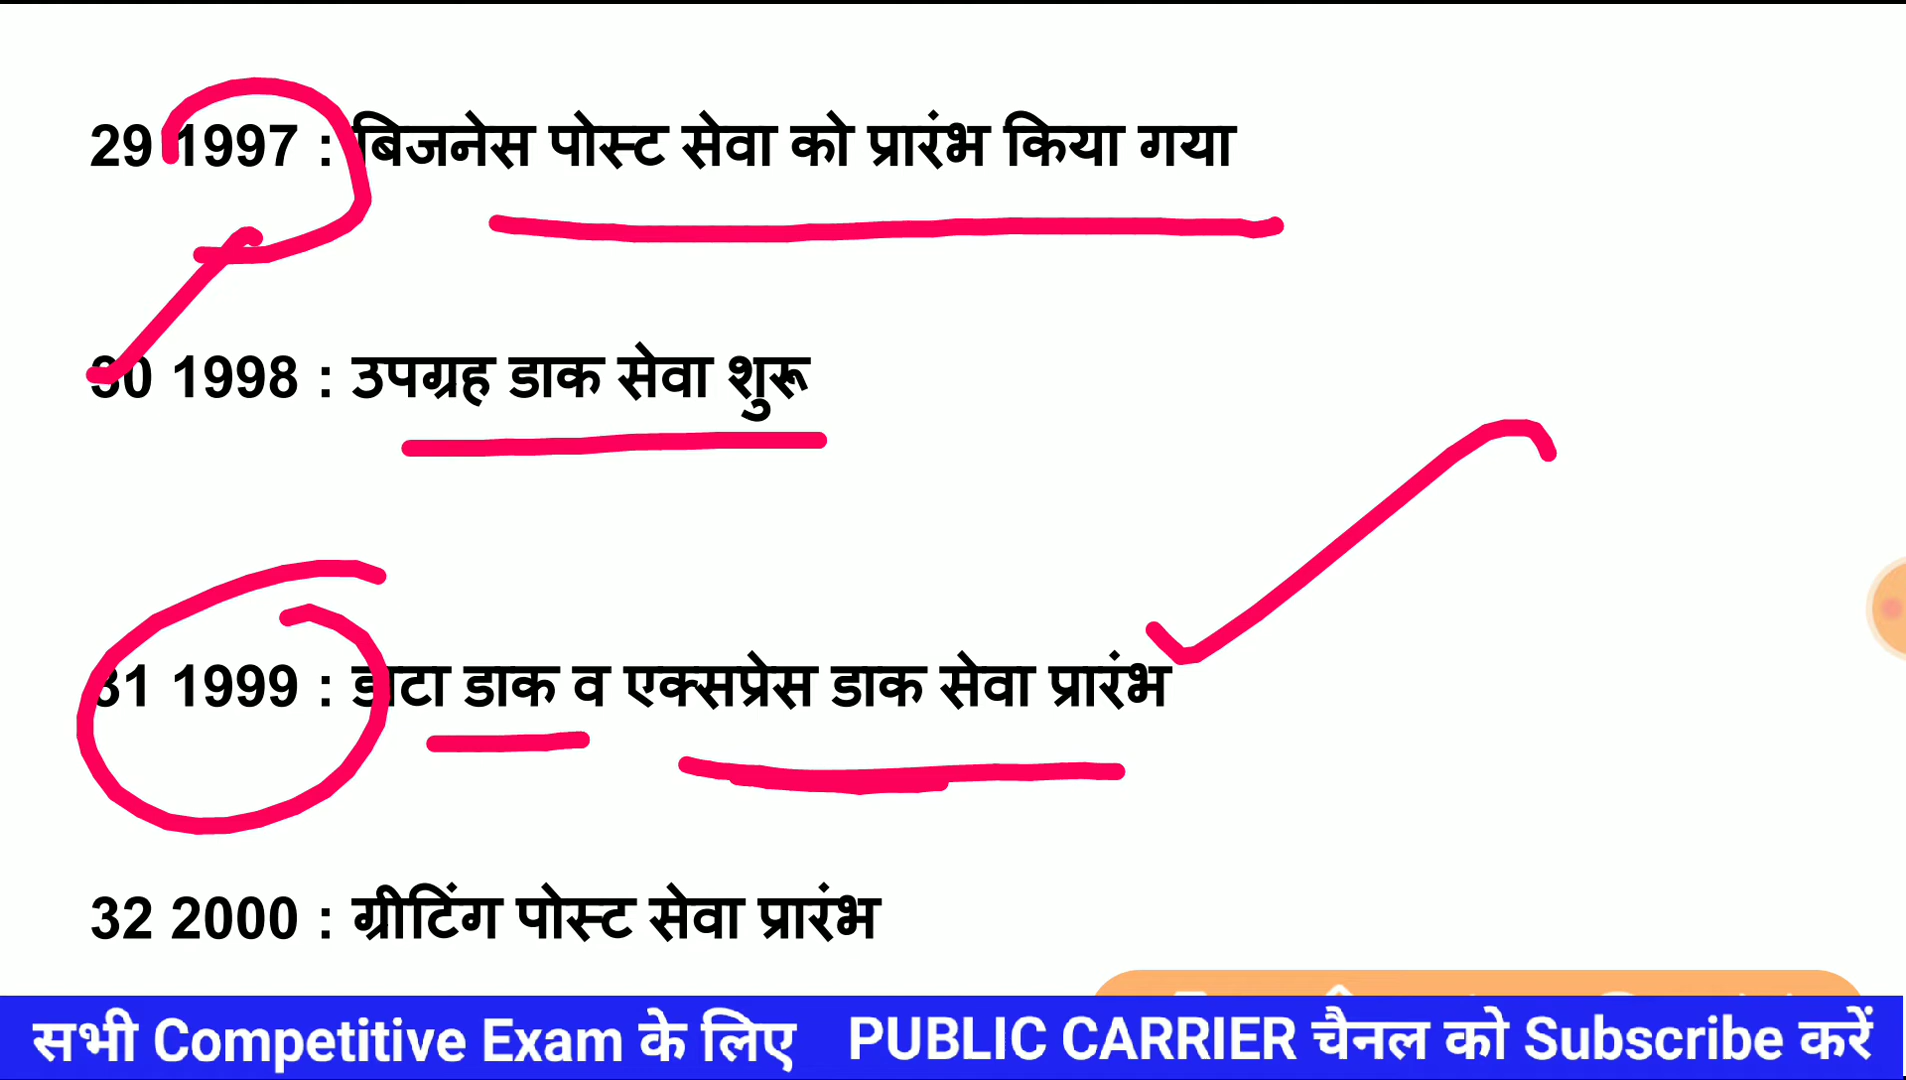 29 1997 : बिजनेस पोस्ट सेवा को प्रारंभ किया गया
30 1998 : उपग्रह डाक सेवा शुरू
31 1999 : डाटा डाक व एक्सप्रेस डाक सेवा प्रारंभ
32 2000 : ग्रीटिंग पोस्ट सेवा प्रारंभ
सभी Competitive Exam के लिए PUBLIC CARRIER चैनल को Subscribe करें